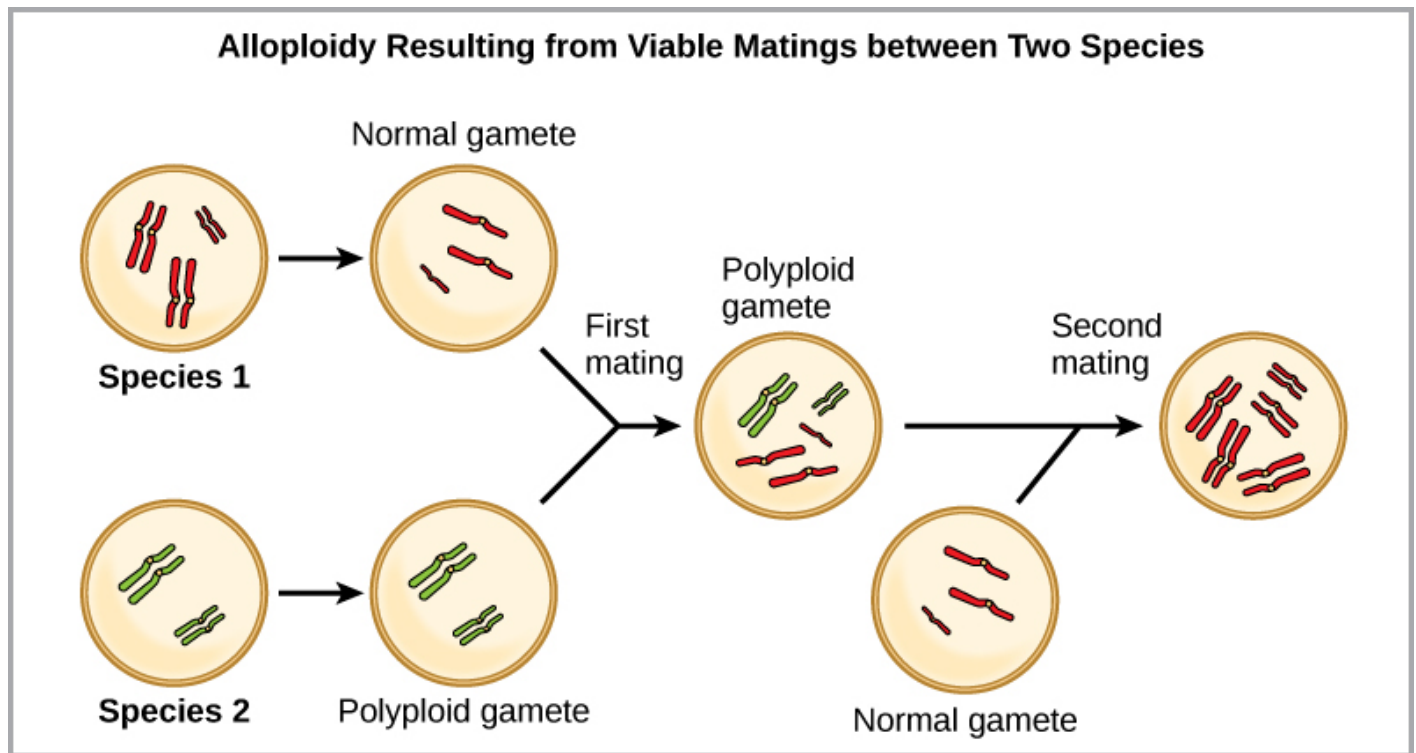 Alloploidy Resulting from Viable Matings between Two Species
Normal gamete
Species 1
First
mating
Polyploid
gamete
Second
mating
Species 2
Polyploid gamete
Normal gamete